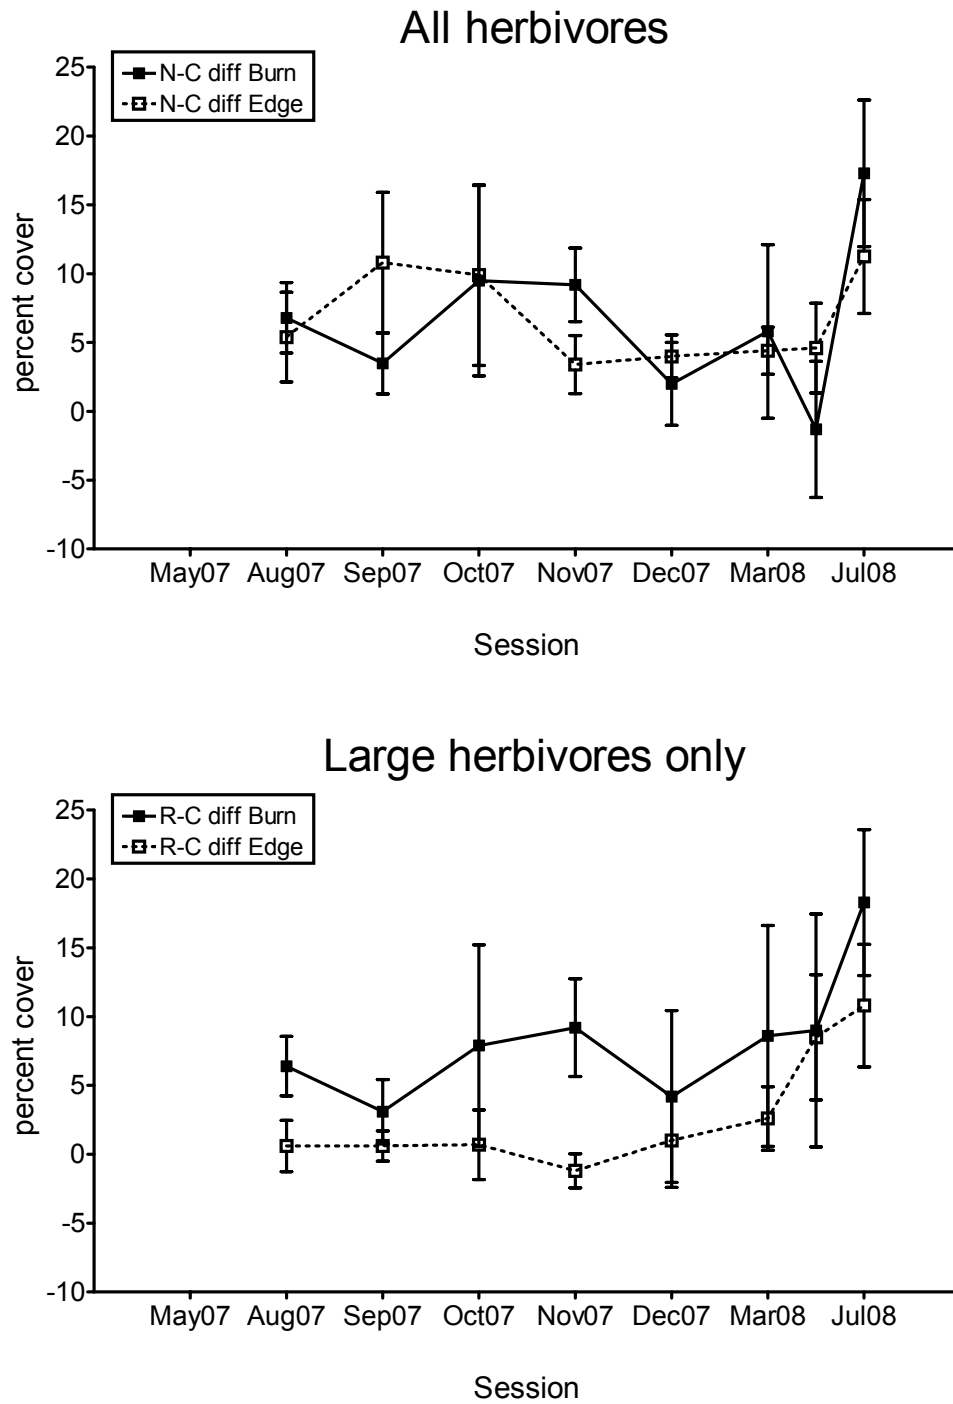 All herbivores
25
N-C diff Burn
N-C diff Edge
20
15
10
5
0
-5
-10
percent cover
May07 Aug07 Sep07 Oct07 Nov07 Dec07 Mar08 Jul08
Session
Large herbivores only
25
R-C diff Burn
R-C diff Edge
20
15
10
5
0
-5
-10
percent cover
May07 Aug07 Sep07 Oct07 Nov07 Dec07 Mar08 Jul08
Session